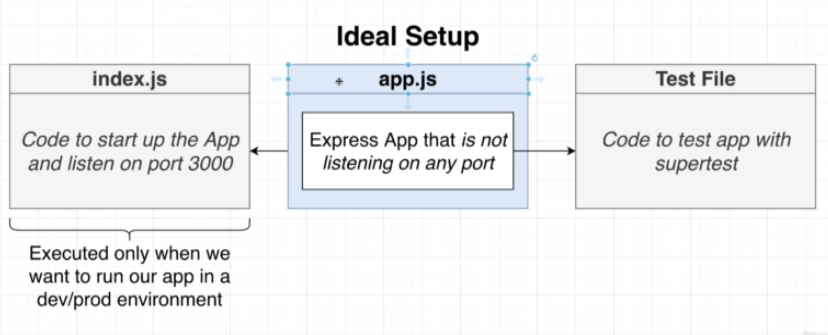 Ideal Setup
index.js
Code to start up the App
and listen on port 3000
Executed only when we
want to run our app in a
dev/prod environment
app.js
Express App that is not
listening on any port
Test File
Code to test app with
supertest